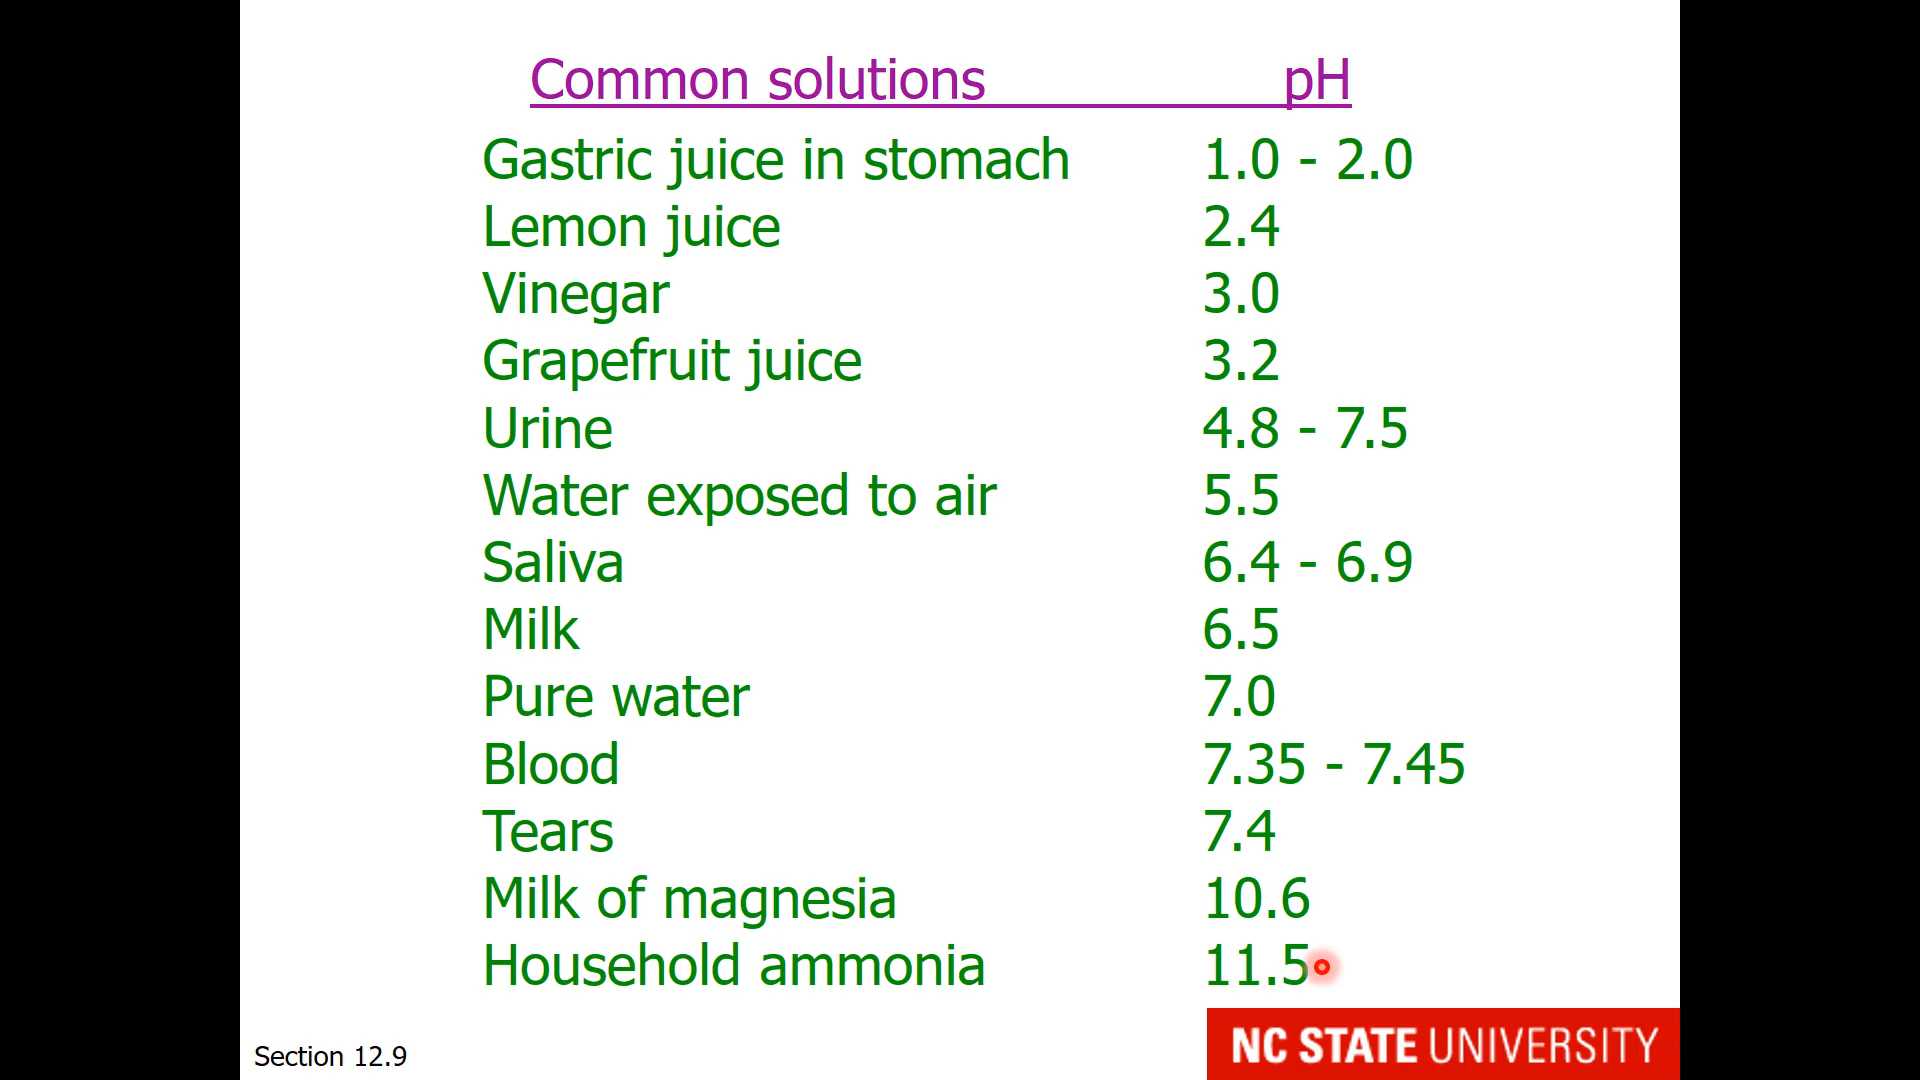 Common solutions pH
Gastric juice in stomach 1.0 - 2.0
Lemon juice 2.4
Vinegar 3.0
Grapefruit juice 3.2
Urine 4.8 - 7.5
Water exposed to air 5.5
Saliva 6.4 - 6.9
Milk 6.5
Pure water 7.0
Blood 7.35 - 7.45
Tears 7.4
Milk of magnesia 10.6
Household ammonia 11.5
Section 12.9
NC STATE UNIVERSITY